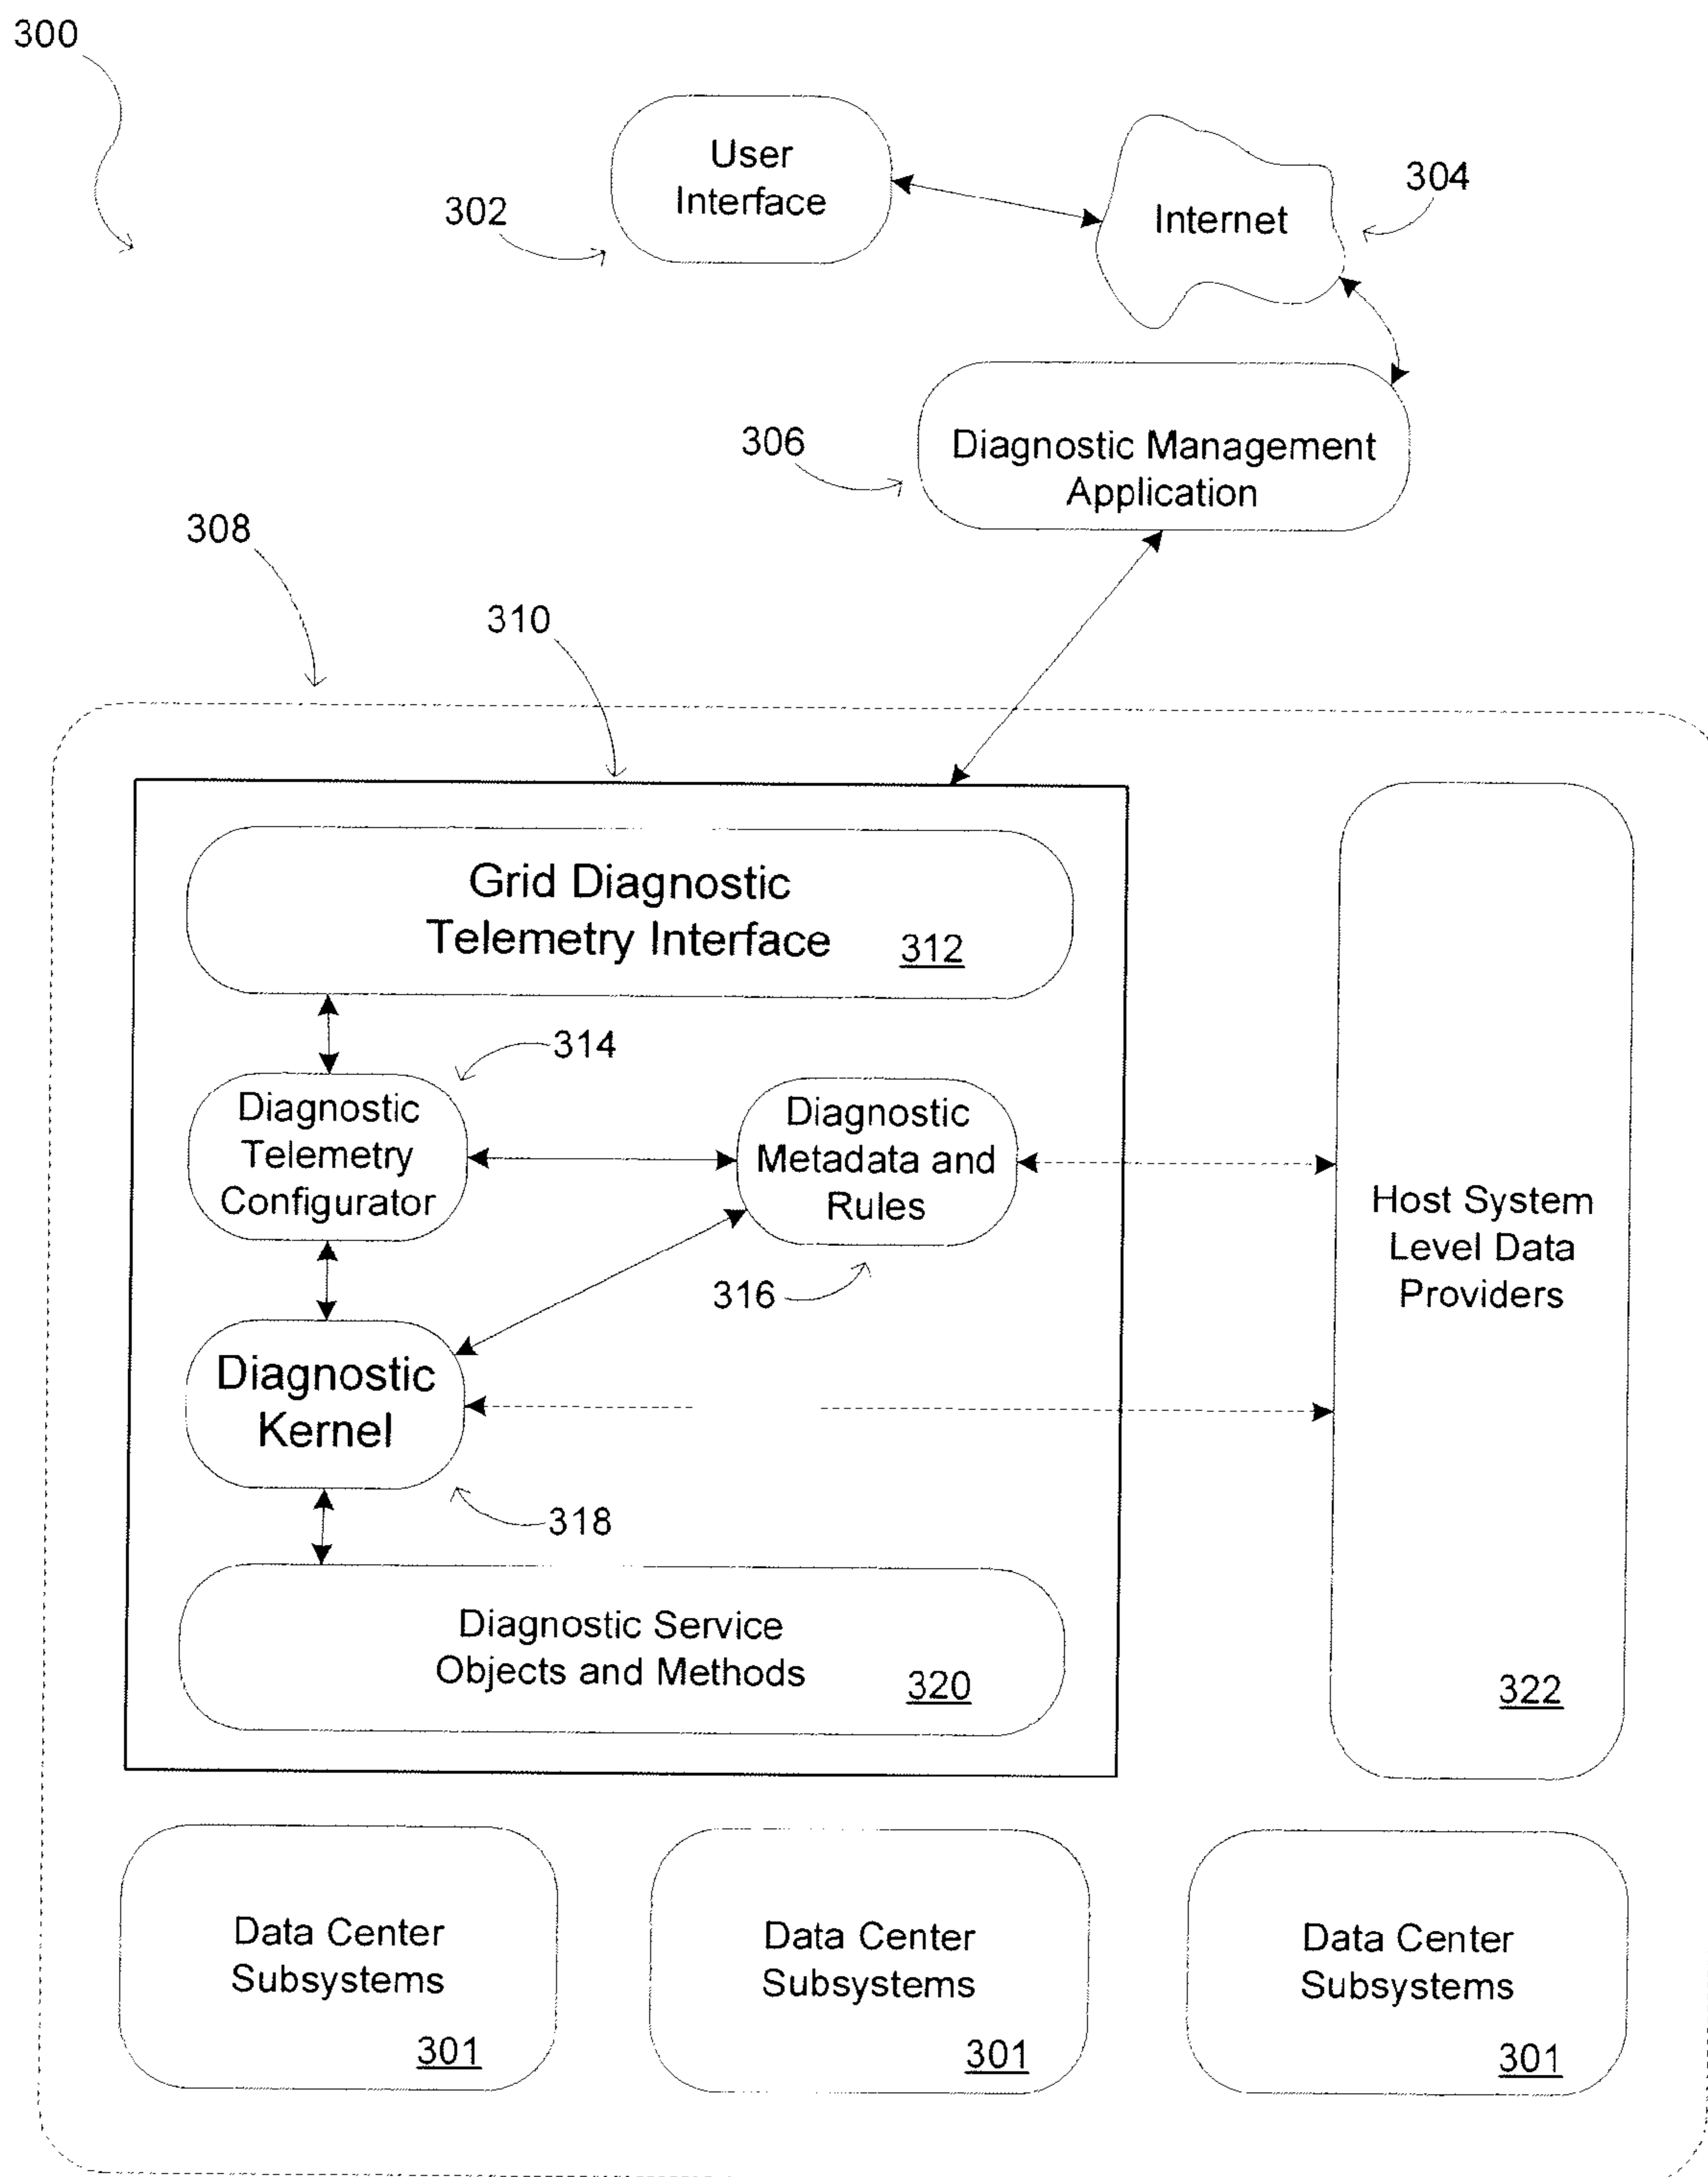 300
User
Interface
302
Internet
304
Diagnostic Management
Application
306
308
310
Grid Diagnostic
Telemetry Interface
312
314
Diagnostic
Telemetry
Configurator
Diagnostic
Metadata and
Rules
316
Host System
Level Data
Providers
Diagnostic
Kernel
318
Diagnostic Service
Objects and Methods
320
322
Data Center
Subsystems
301
Data Center
Subsystems
301
Data Center
Subsystems
301